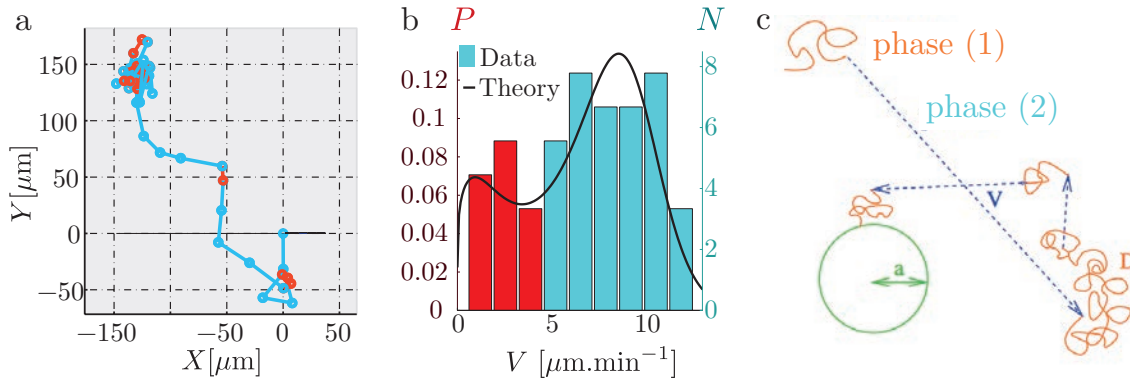 a
150
100
50
0
−50
−150
−50
0
50
Y[μm]
X[μm]
b
P
N
Data
Theory
0.12
0.1
0.08
0.06
0.04
0.02
0
8
6
4
2
0
0
5
10
V [μm.min⁻¹]
c
phase (1)
phase (2)
V
D
a